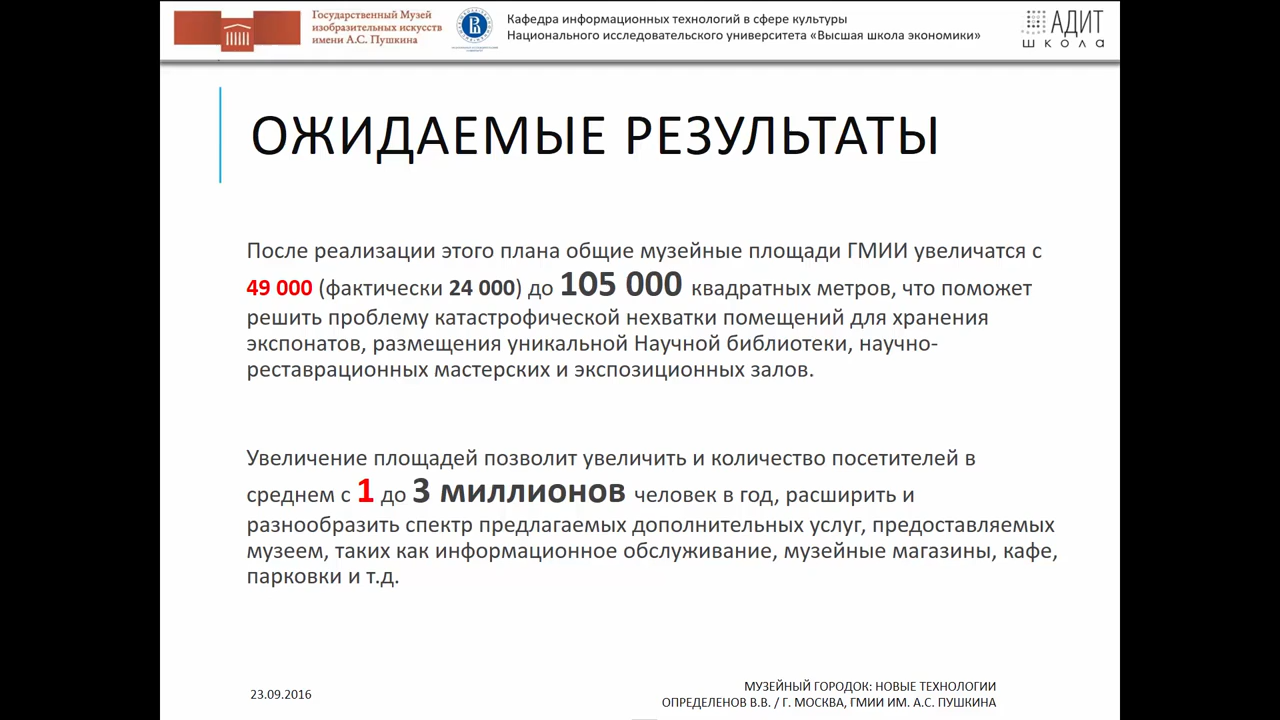 Государственный Музей
изобразительных искусств
имени А.С. Пушкина
Кафедра информационных технологий в сфере культуры
Национального исследовательского университета «Высшая школа экономики»
АДИТ
школа
ОЖИДАЕМЫЕ РЕЗУЛЬТАТЫ
После реализации этого плана общие музейные площади ГМИИ увеличатся с
49 000 (фактически 24 000) до 105 000 квадратных метров, что поможет
решить проблему катастрофической нехватки помещений для хранения
экспонатов, размещения уникальной Научной библиотеки, научно-
реставрационных мастерских и экспозиционных залов.
Увеличение площадей позволит увеличить и количество посетителей в
среднем с 1 до 3 миллионов человек в год, расширить и
разнообразить спектр предлагаемых дополнительных услуг, предоставляемых
музеем, таких как информационное обслуживание, музейные магазины, кафе,
парковки и т.д.
23.09.2016
МУЗЕЙНЫЙ ГОРОДОК: НОВЫЕ ТЕХНОЛОГИИ
ОПРЕДЕЛЕНОВ В.В. / Г. МОСКВА, ГМИИ ИМ. А.С. ПУШКИНА